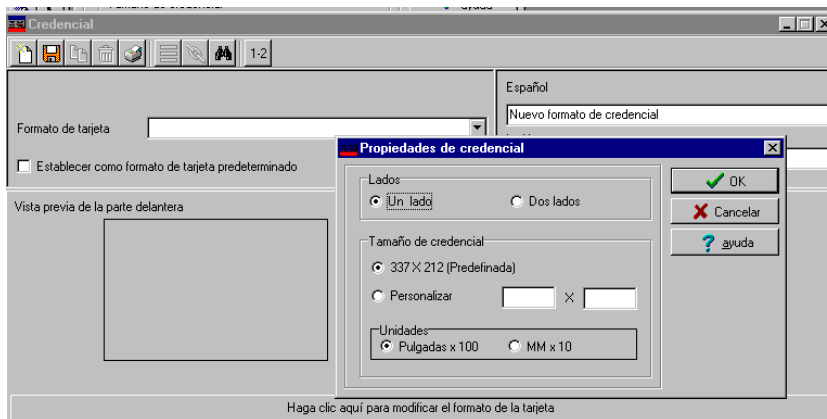 Credencial
1-2
Español
Nuevo formato de credencial
Formato de tarjeta
Establecer como formato de tarjeta predeterminado
Vista previa de la parte delantera
Propiedades de credencial
Lados
Un lado
Dos lados
OK
Cancelar
ayuda
Tamaño de credencial
337 X 212 (Predefinada)
Personalizar
X
Unidades
Pulgadas x 100
MM x 10
Haga clic aquí para modificar el formato de la tarjeta